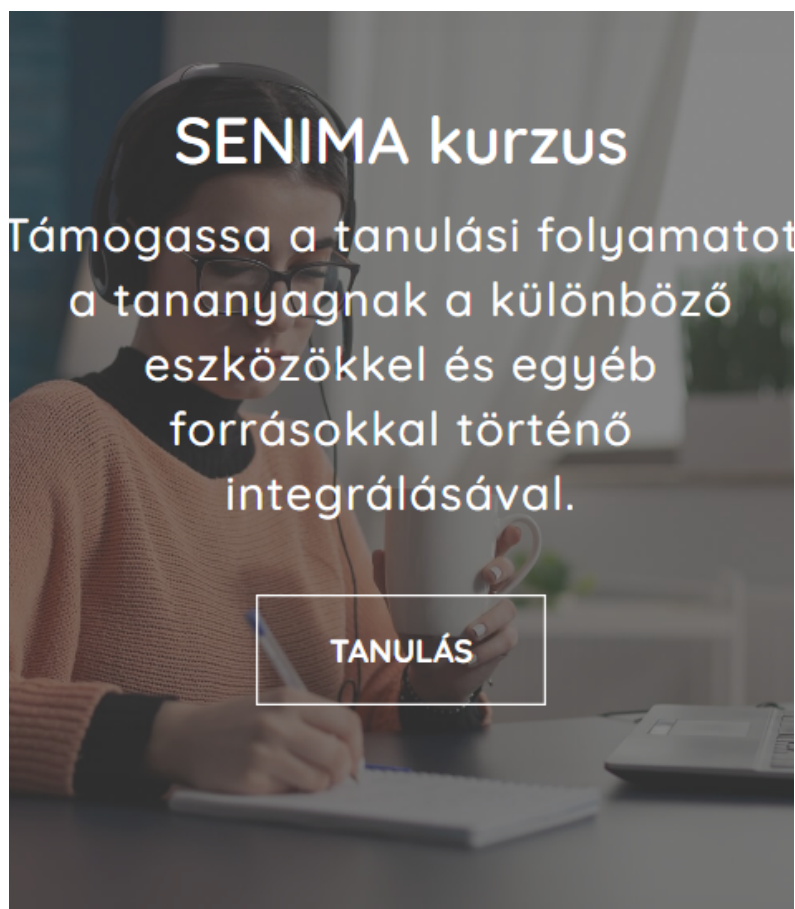 SENIMA kurzus
Támogassa a tanulási folyamatot
a tananyagnak a különböző
eszközökkel és egyéb
forrásokkal történő
integrálásával.
TANULÁS